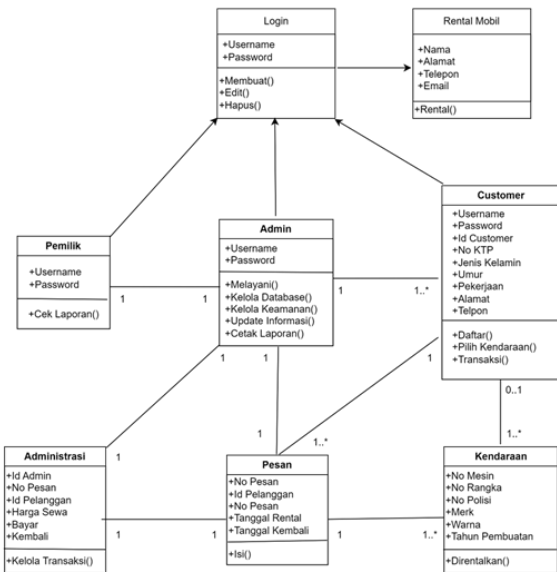 Login
+Username
+Password
+Membuat()
+Edit()
+Hapus()
Rental Mobil
+Nama
+Alamat
+Telepon
+Email
+Rental()
Pemilik
+Username
+Password
+Cek Laporan()
Admin
+Username
+Password
+Melayani()
+Kelola Database()
+Kelola Keamanan()
+Update Informasi()
+Cetak Laporan()
Customer
+Username
+Password
+Id Customer
+No KTP
+Jenis Kelamin
+Umur
+Pekerjaan
+Alamat
+Telpon
+Daftar()
+Pilih Kendaraan()
+Transaksi()
1
1
1
1..*
1
1
1
0..1
1
1
1..*
1..*
Administrasi
+Id Admin
+No Pesan
+Id Pelanggan
+Harga Sewa
+Bayar
+Kembali
+Kelola Transaksi()
Pesan
+No Pesan
+Id Pelanggan
+No Pesan
+Tanggal Rental
+Tanggal Kembali
+Isi()
Kendaraan
+No Mesin
+No Rangka
+No Polisi
+Merk
+Warna
+Tahun Pembuatan
+Direntalkan()
1
1
1
1..*